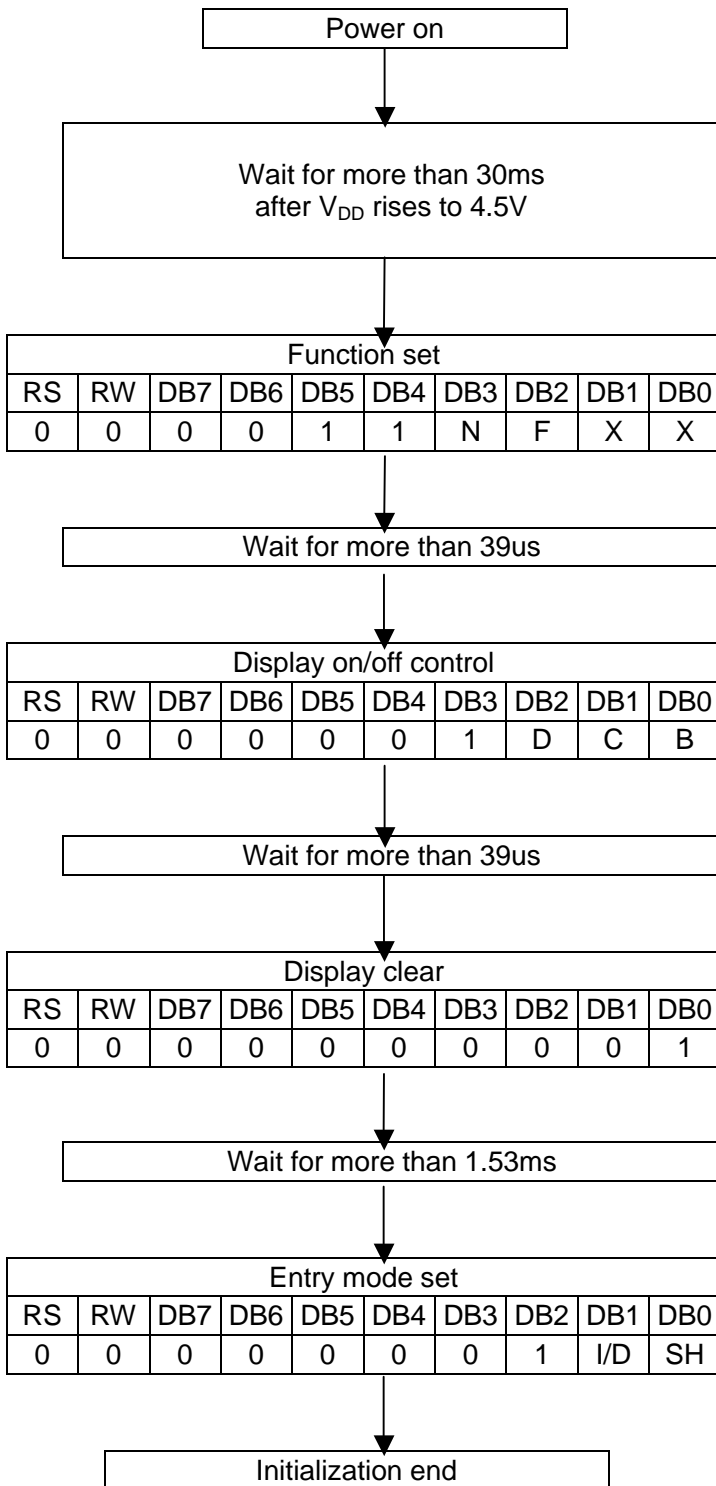 Power on
Wait for more than 30ms
after VDD rises to 4.5V
Function set
RS RW DB7 DB6 DB5 DB4 DB3 DB2 DB1 DB0
0 0 0 0 1 1 N F X X
Wait for more than 39us
Display on/off control
RS RW DB7 DB6 DB5 DB4 DB3 DB2 DB1 DB0
0 0 0 0 0 0 1 D C B
Wait for more than 39us
Display clear
RS RW DB7 DB6 DB5 DB4 DB3 DB2 DB1 DB0
0 0 0 0 0 0 0 0 0 1
Wait for more than 1.53ms
Entry mode set
RS RW DB7 DB6 DB5 DB4 DB3 DB2 DB1 DB0
0 0 0 0 0 0 0 1 I/D SH
Initialization end